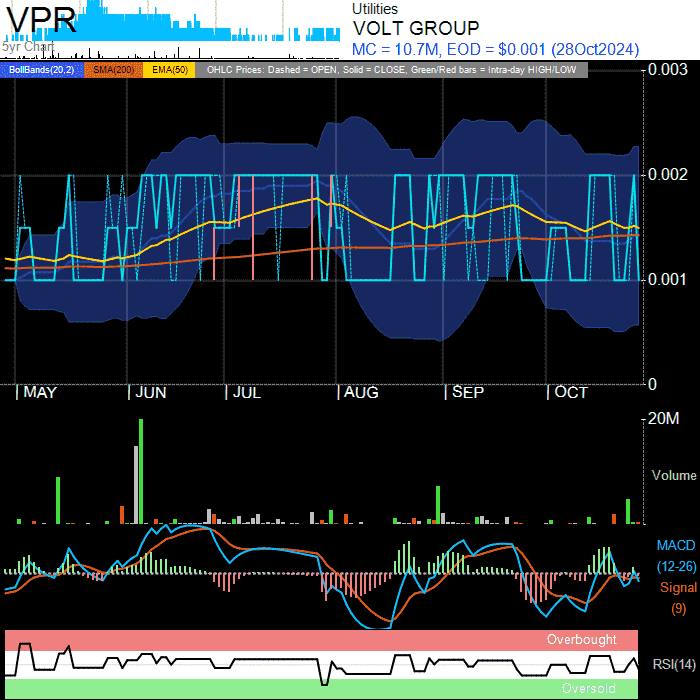 VPR
5yr Chart
Utilities
VOLT GROUP
MC = 10.7M, EOD = $0.001 (28Oct2024)
BollBands(20,2) SMA(200) EMA(50) OHLC Prices: Dashed = OPEN, Solid = CLOSE, Green/Red bars = Intra-day HIGH/LOW
0.003
0.002
0.001
0
MAY JUN JUL AUG SEP OCT
20M
Volume
MACD
(12-26)
Signal
(9)
Overbought
RSI(14)
Oversold